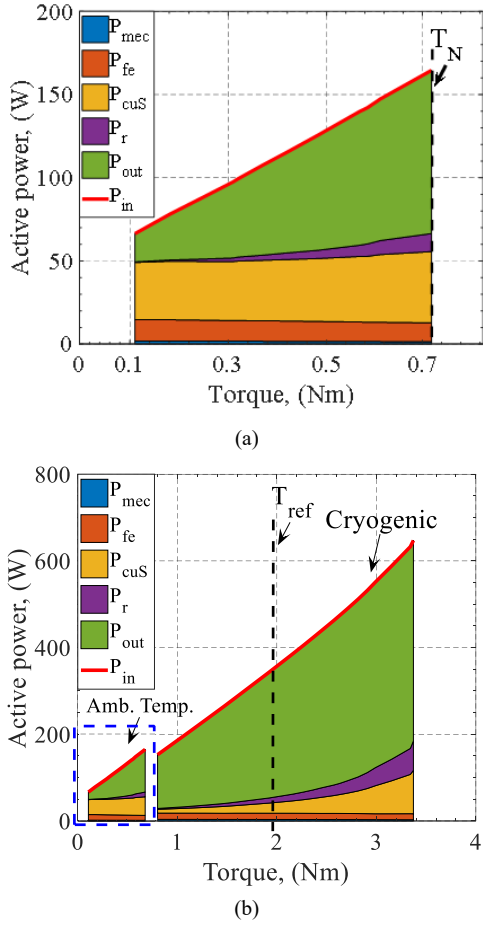 200
150
100
50
0
Active power, (W)
P_mec
P_fe
P_cuS
P_r
P_out
P_in
T_N
0 0.1 0.3 0.5 0.7
Torque, (Nm)
(a)
800
600
400
200
0
Active power, (W)
P_mec
P_fe
P_cuS
P_r
P_out
P_in
T_ref
Cryogenic
Amb. Temp.
0 1 2 3 4
Torque, (Nm)
(b)